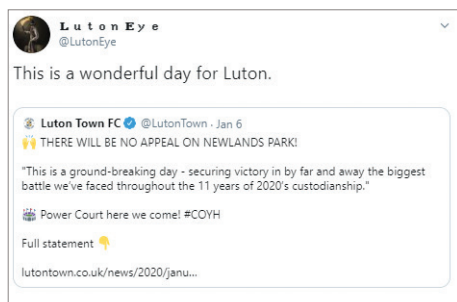 Luton Eye
@LutonEye
This is a wonderful day for Luton.
Luton Town FC @LutonTown · Jan 6
🙌 THERE WILL BE NO APPEAL ON NEWLANDS PARK!
"This is a ground-breaking day - securing victory in by far and away the biggest
battle we've faced throughout the 11 years of 2020's custodianship."
🏟 Power Court here we come! #COYH
Full statement 👇
lutontown.co.uk/news/2020/janu...